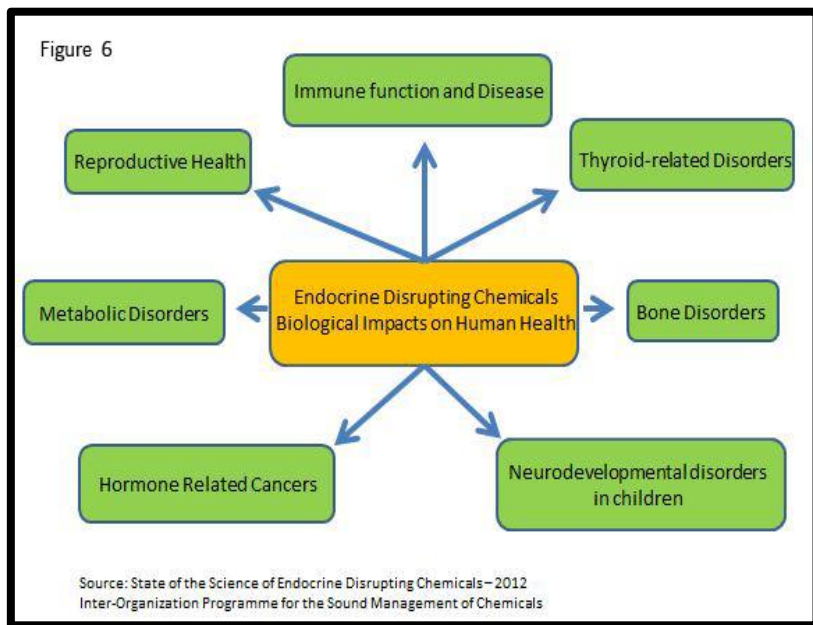 Figure 6
Immune function and Disease
Reproductive Health
Thyroid-related Disorders
Endocrine Disrupting Chemicals
Biological Impacts on Human Health
Metabolic Disorders
Bone Disorders
Hormone Related Cancers
Neurodevelopmental disorders
in children
Source: State of the Science of Endocrine Disrupting Chemicals – 2012
Inter-Organization Programme for the Sound Management of Chemicals